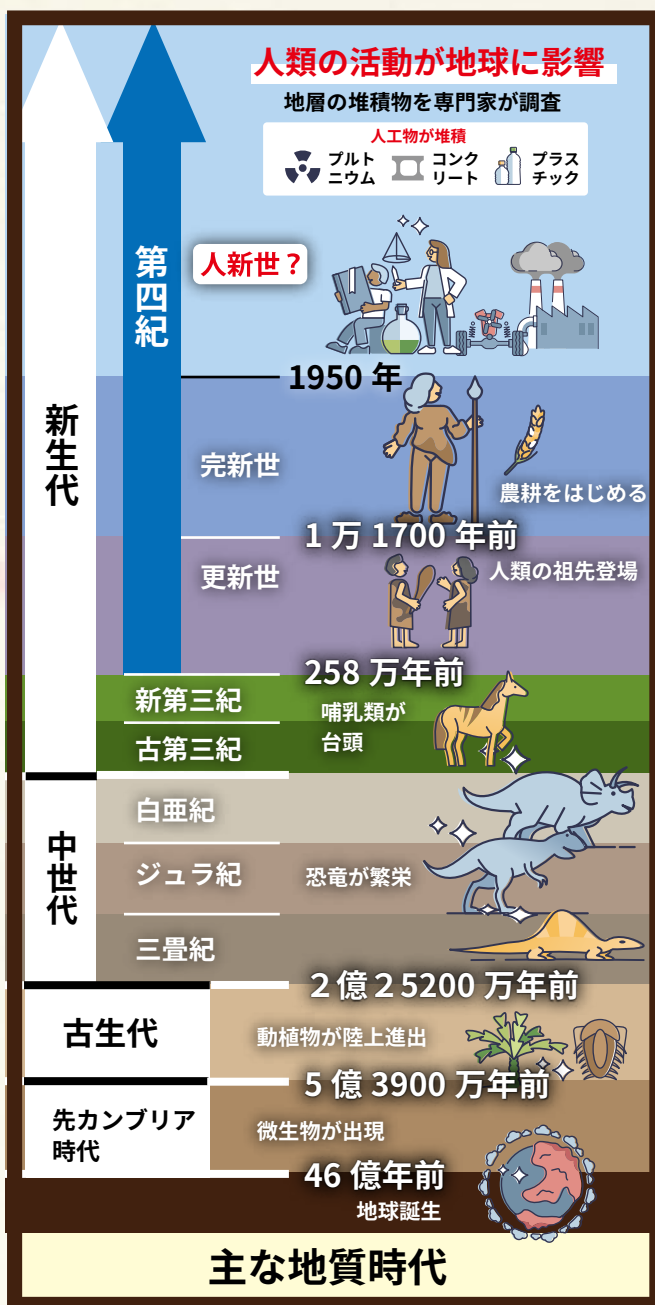 人類の活動が地球に影響
地層の堆積物を専門家が調査
人工物が堆積
プルト
ニウム
コンク
リート
プラス
チック
第四紀
人新世？
1950 年
新生代
完新世
農耕をはじめる
1 万 1700 年前
更新世
人類の祖先登場
258 万年前
新第三紀
哺乳類が
台頭
古第三紀
中世代
白亜紀
ジュラ紀
恐竜が繁栄
三畳紀
２億２5200 万年前
古生代
動植物が陸上進出
5 億 3900 万年前
先カンブリア
時代
微生物が出現
46 億年前
地球誕生
主な地質時代